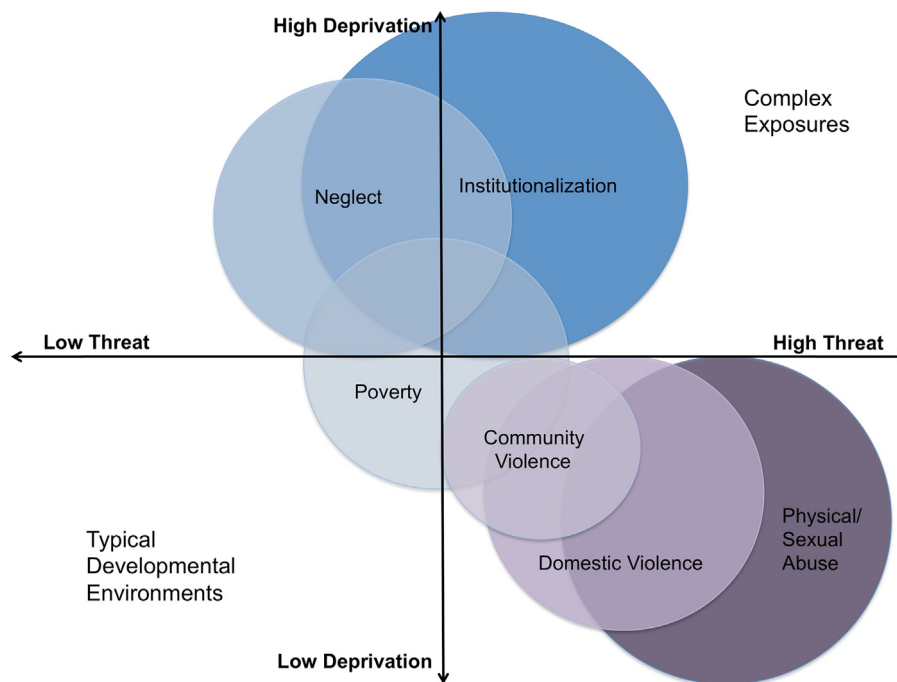 High Deprivation
Complex
Exposures
Neglect
Institutionalization
Low Threat
High Threat
Poverty
Community
Violence
Physical/
Sexual
Abuse
Typical
Developmental
Environments
Domestic Violence
Low Deprivation